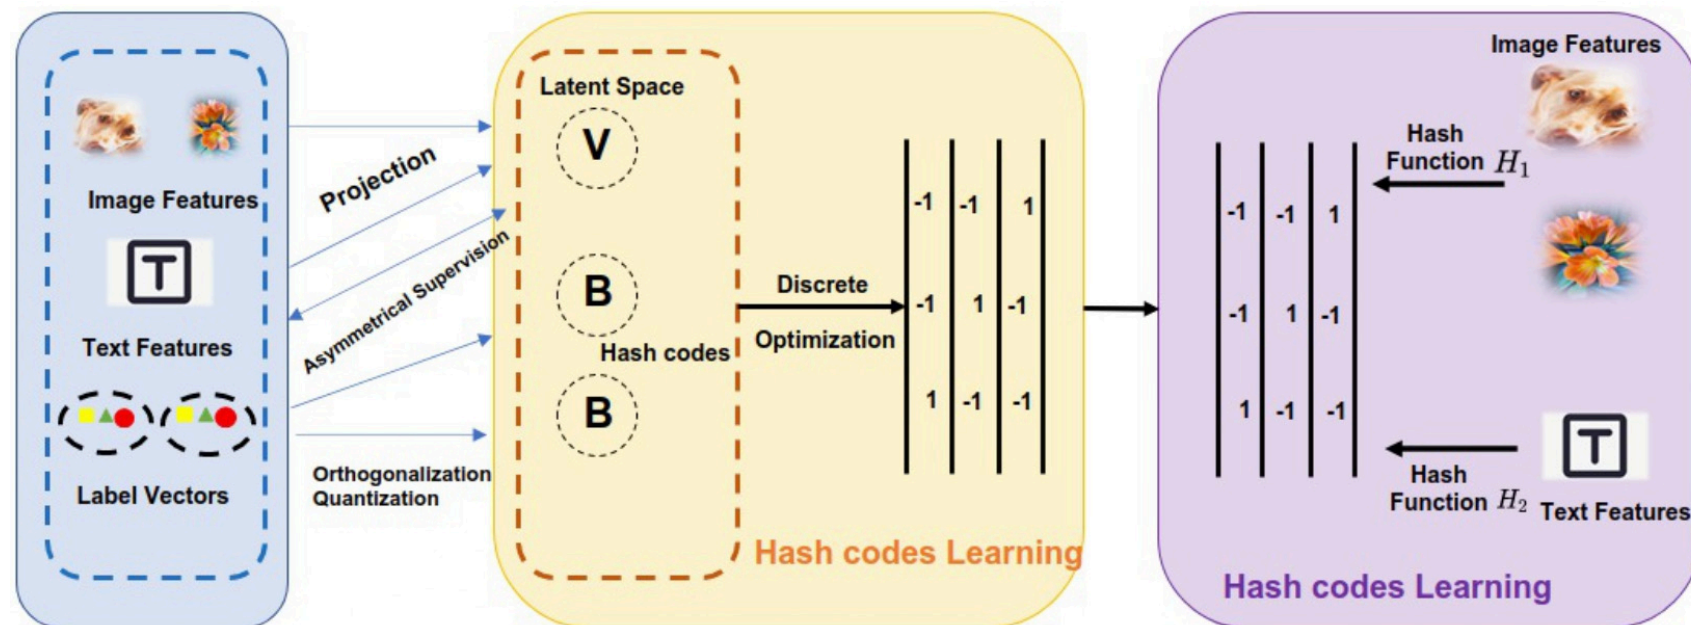 Image Features
T
Text Features
Label Vectors
Projection
Asymmetrical Supervision
Orthogonalization
Quantization
Latent Space
V
B
Hash codes
B
Discrete
Optimization
-1 -1 1
-1 1 -1
1 -1 -1
Hash codes Learning
Image Features
Hash
Function H1
-1 -1 1
-1 1 -1
1 -1 -1
T
Hash
Function H2
Text Features
Hash codes Learning